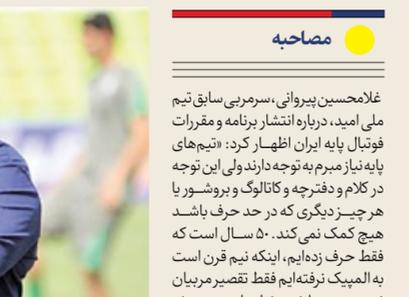 مصاحبه
غلامحسین پیروانی، سرمربی سابق تیم
ملی امید، درباره انتشار برنامه و مقررات
فوتبال پایه ایران اظهار کرد: «تیم‌های
پایه نیاز مبرم به توجه دارند ولی این توجه
در کلام و دفترچه و کاتالوگ و بروشور یا
هر چیز دیگری که در حد حرف باشد
هیچ کمک نمی‌کند. ۵۰ سال است که
فقط حرف زده‌ایم، اینکه نیم قرن است
به المپیک نرفته‌ایم فقط تقصیر مربیان